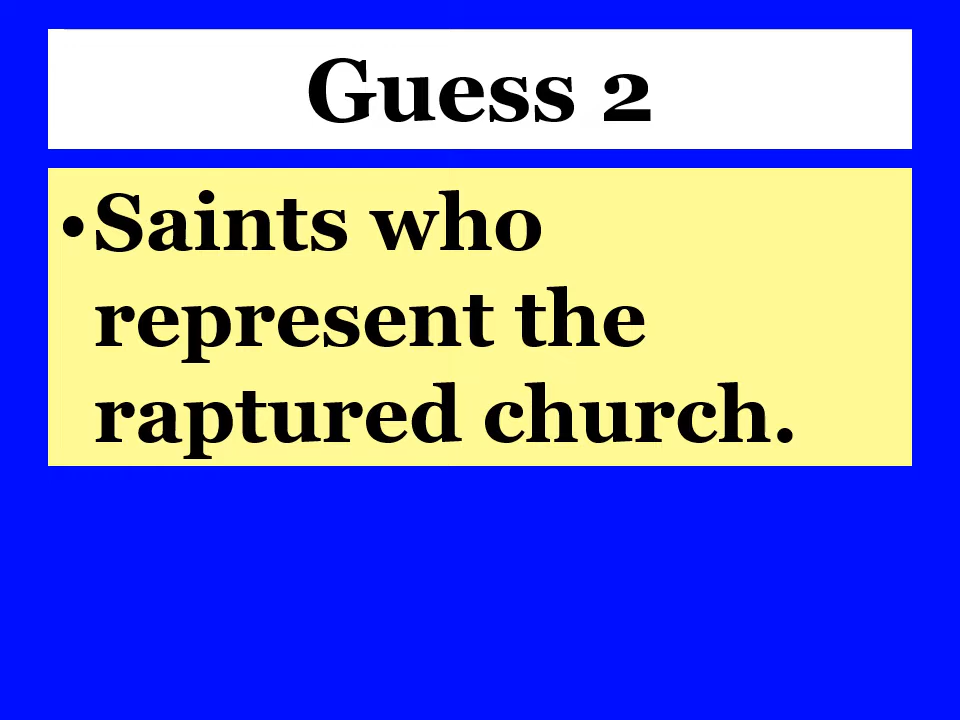 Guess 2
•Saints who
represent the
raptured church.